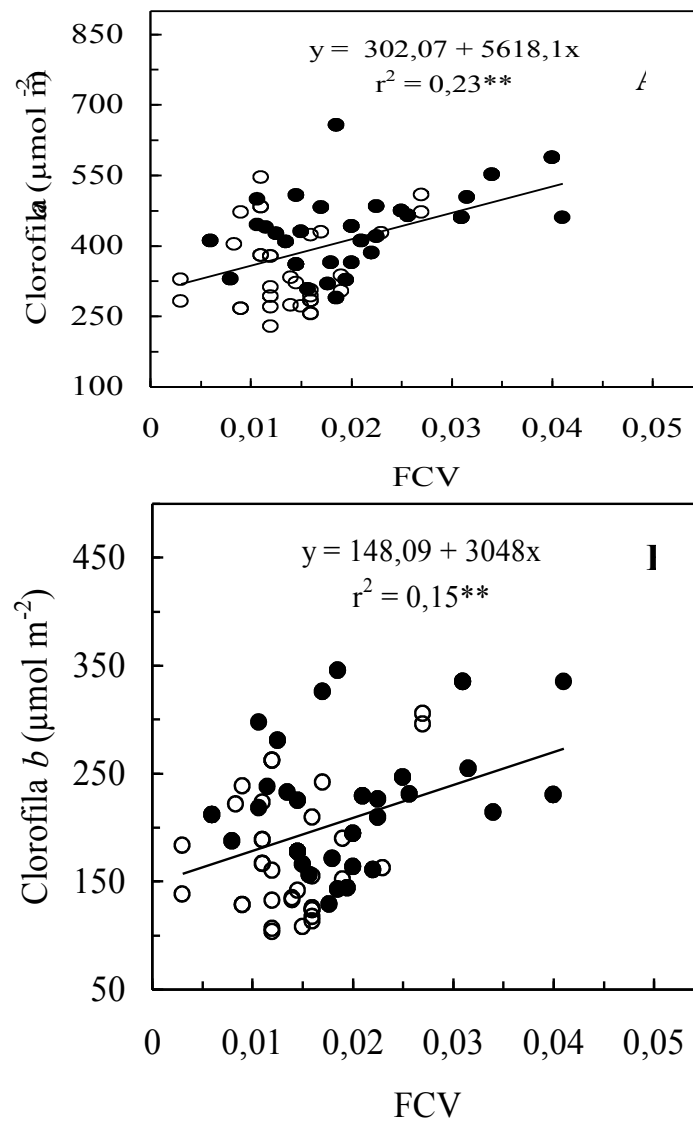 850
y = 302,07 + 5618,1x
r² = 0,23**
700
550
400
250
100
Clorofila a (µmol m⁻²)
0 0,01 0,02 0,03 0,04 0,05
FCV
450
y = 148,09 + 3048x
r² = 0,15**
350
250
150
50
Clorofila b (µmol m⁻²)
0 0,01 0,02 0,03 0,04 0,05
FCV